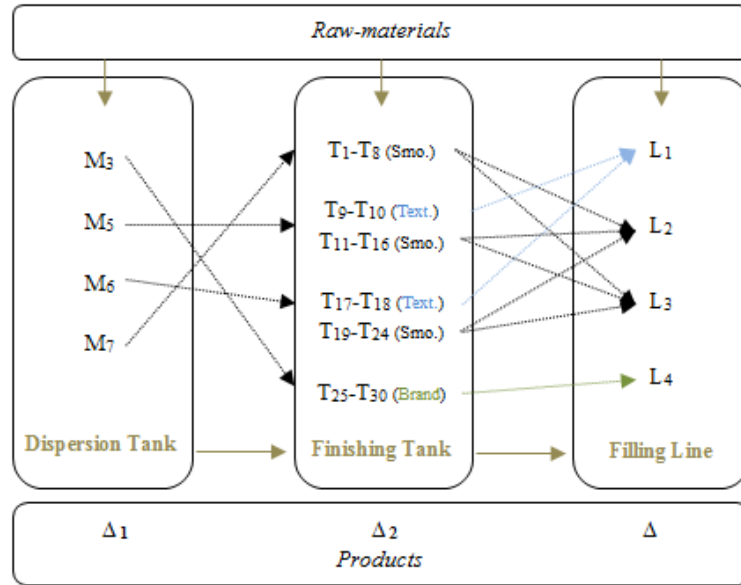 Raw-materials
M3
M5
M6
M7
Dispersion Tank
T1-T8 (Smo.)
T9-T10 (Text.)
T11-T16 (Smo.)
T17-T18 (Text.)
T19-T24 (Smo.)
T25-T30 (Brand)
Finishing Tank
L1
L2
L3
L4
Filling Line
Δ1 Δ2 Δ
Products